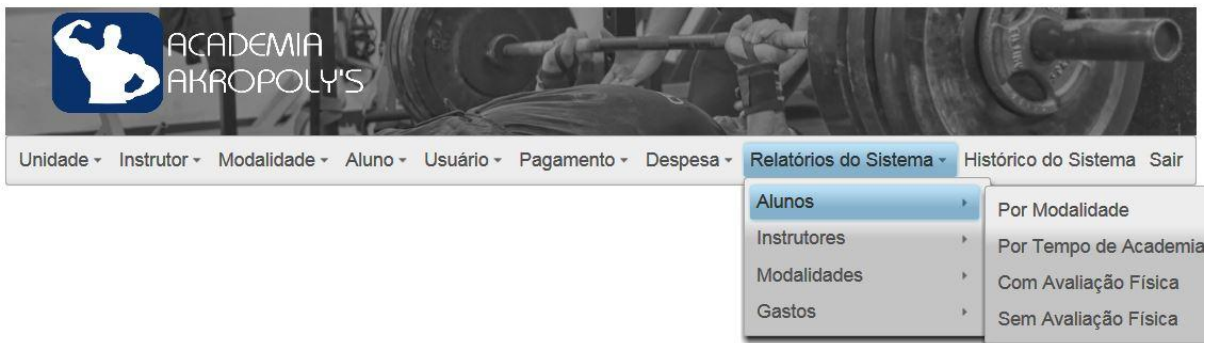 ACADEMIA
AKROPOLY'S
Unidade Instrutor Modalidade Aluno Usuário Pagamento Despesa Relatórios do Sistema Histórico do Sistema Sair
Alunos
Instrutores
Modalidades
Gastos
Por Modalidade
Por Tempo de Academia
Com Avaliação Física
Sem Avaliação Física